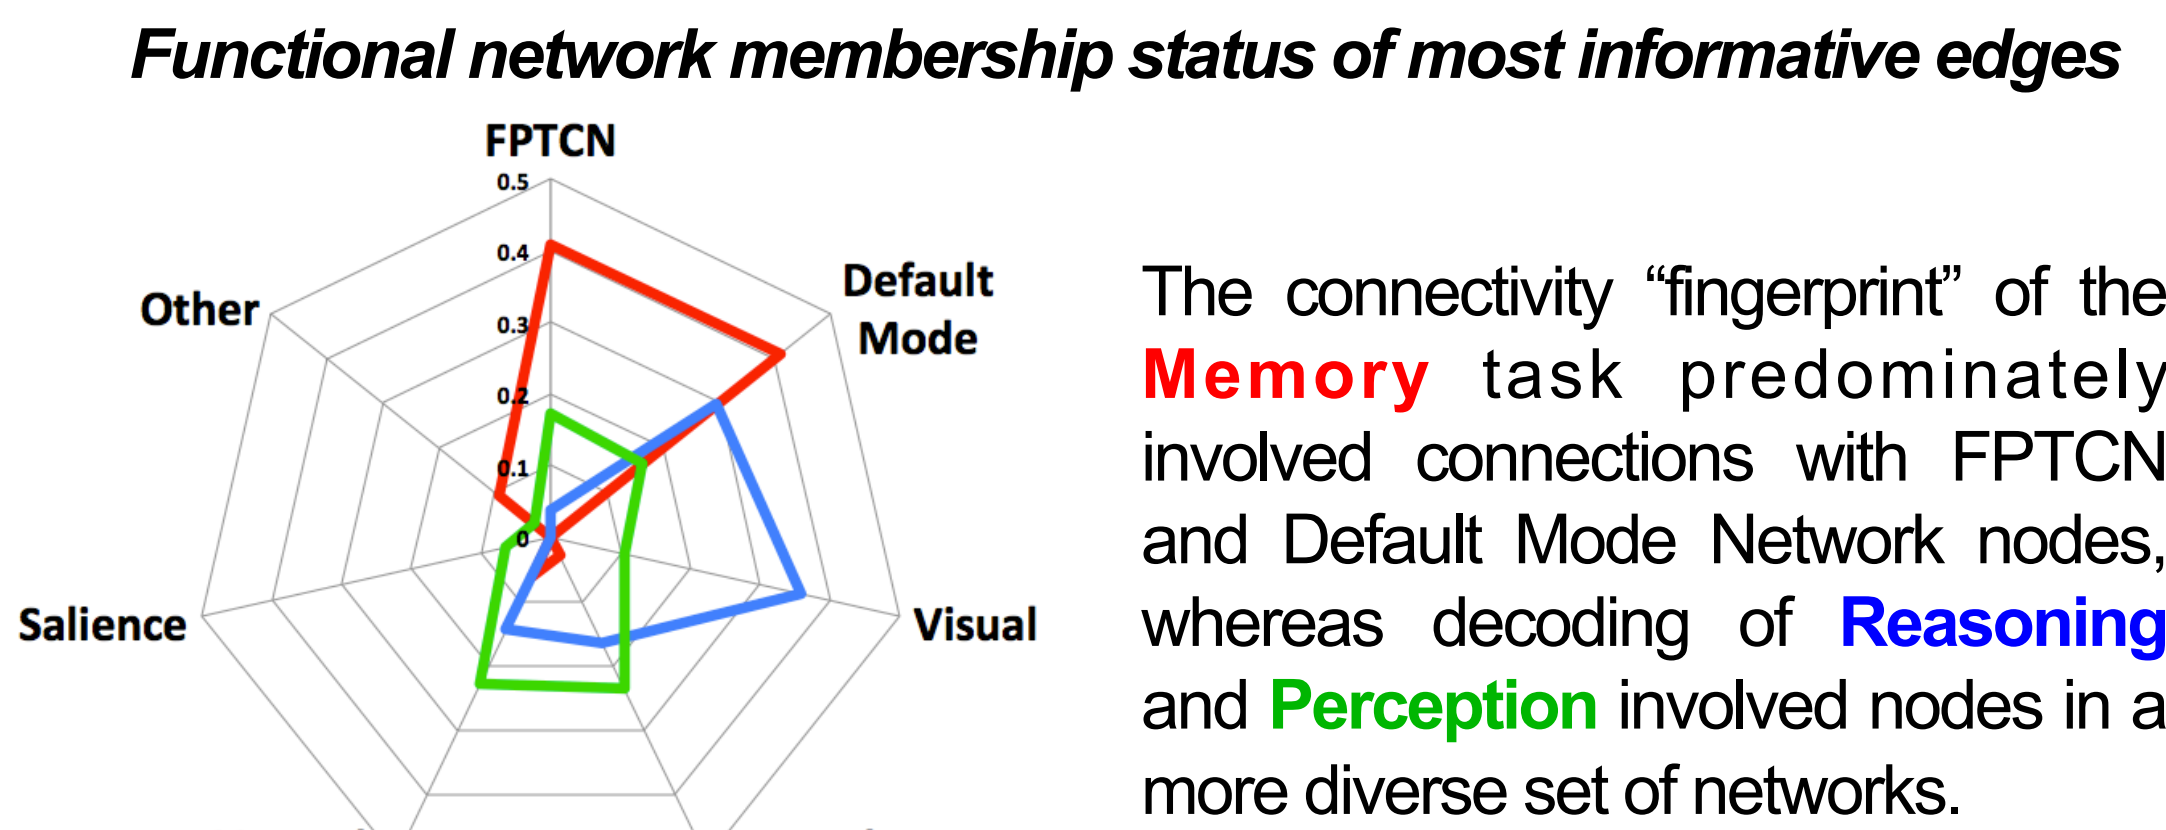 Functional network membership status of most informative edges
FPTCN
0.5
0.4
0.3
0.2
0.1
0
Default
Mode
Other
Salience
Visual
The connectivity “fingerprint” of the
Memory task predominately
involved connections with FPTCN
and Default Mode Network nodes,
whereas decoding of Reasoning
and Perception involved nodes in a
more diverse set of networks.